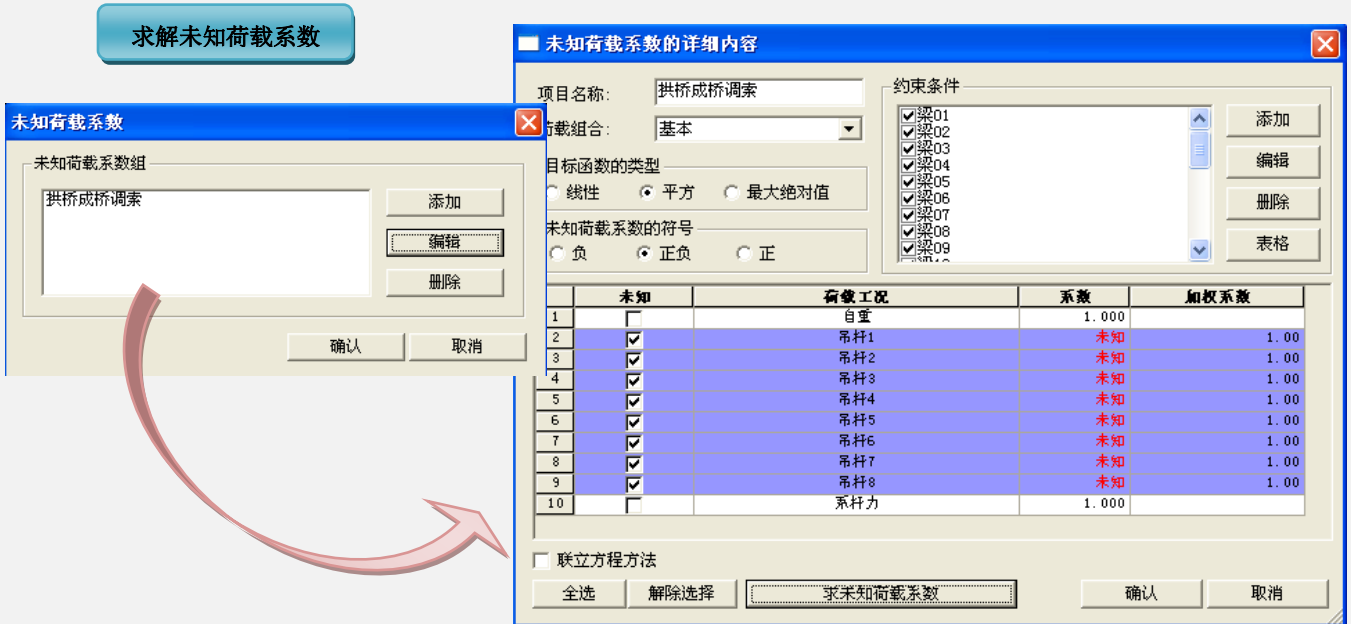 求解未知荷载系数
未知荷载系数
未知荷载系数组
拱桥成桥调索
添加
编辑
删除
确认
取消
未知荷载系数的详细内容
项目名称: 拱桥成桥调索
荷载组合: 基本
目标函数的类型
线性 平方 最大绝对值
未知荷载系数的符号
负 正负 正
约束条件
梁01
梁02
梁03
梁04
梁05
梁06
梁07
梁08
梁09
添加
编辑
删除
表格
未知 荷载工况 系数 加权系数
1 自重 1.000
2 吊杆1 未知 1.00
3 吊杆2 未知 1.00
4 吊杆3 未知 1.00
5 吊杆4 未知 1.00
6 吊杆5 未知 1.00
7 吊杆6 未知 1.00
8 吊杆7 未知 1.00
9 吊杆8 未知 1.00
10 系杆力 1.000
联立方程方法
全选 解除选择 求未知荷载系数 确认 取消